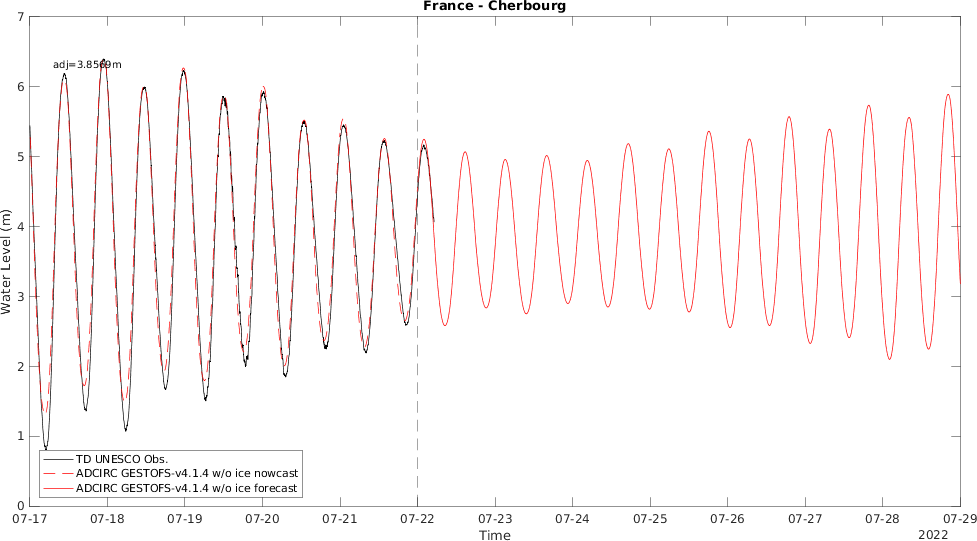 France - Cherbourg
7
6
5
4
3
2
1
0
Water Level (m)
adj=3.8569m
TD UNESCO Obs.
ADCIRC GESTOFS-v4.1.4 w/o ice nowcast
ADCIRC GESTOFS-v4.1.4 w/o ice forecast
07-17 07-18 07-19 07-20 07-21 07-22 07-23 07-24 07-25 07-26 07-27 07-28 07-29
Time
2022